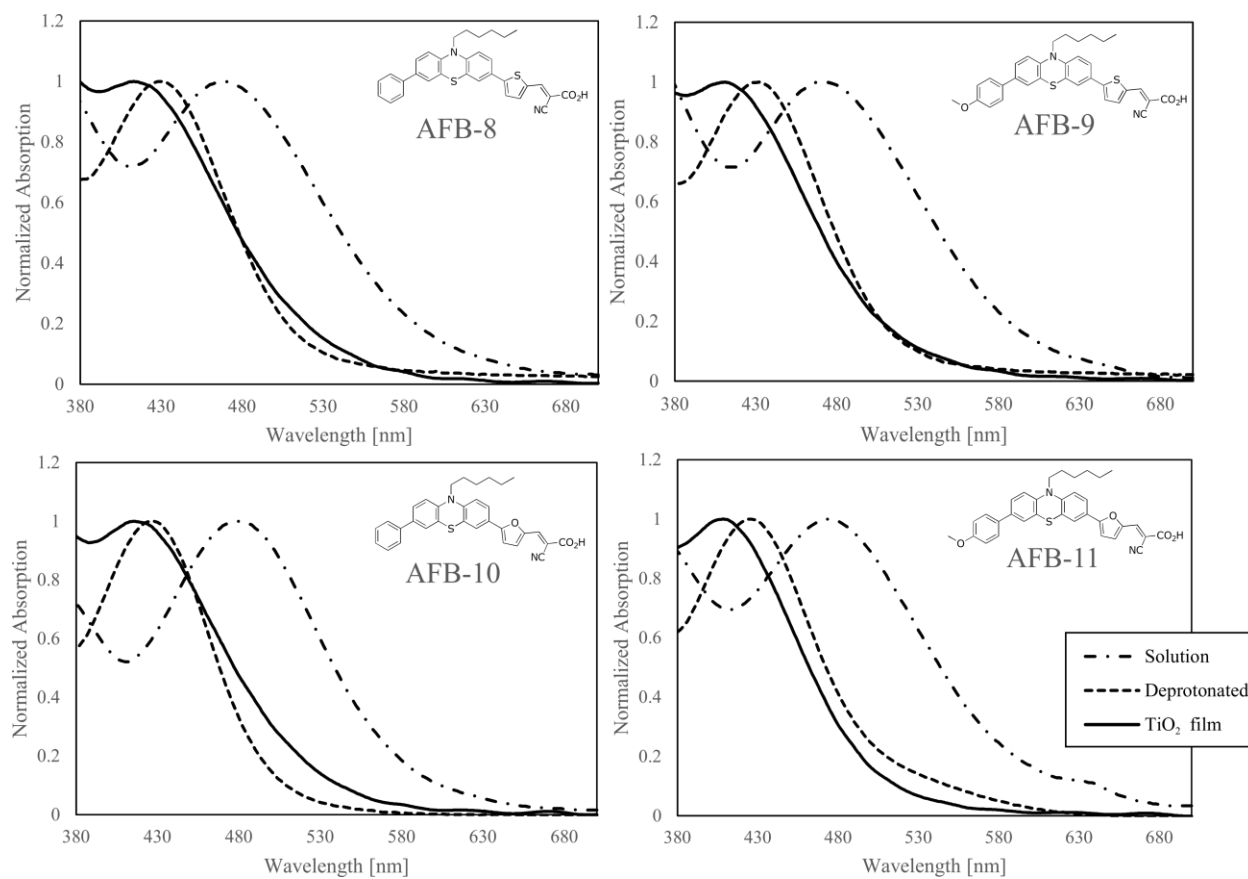 1.2
1
0.8
0.6
0.4
0.2
0
Normalized Absorption
380 430 480 530 580 630 680
Wavelength [nm]
N
S
S
NC
CO₂H
AFB-8
1.2
1
0.8
0.6
0.4
0.2
0
Normalized Absorption
380 430 480 530 580 630 680
Wavelength [nm]
N
S
S
O
NC
CO₂H
AFB-9
1.2
1
0.8
0.6
0.4
0.2
0
Normalized Absorption
380 430 480 530 580 630 680
Wavelength [nm]
N
S
O
NC
CO₂H
AFB-10
1.2
1
0.8
0.6
0.4
0.2
0
Normalized Absorption
380 430 480 530 580 630 680
Wavelength [nm]
N
S
O
O
NC
CO₂H
AFB-11
Solution
Deprotonated
TiO₂ film